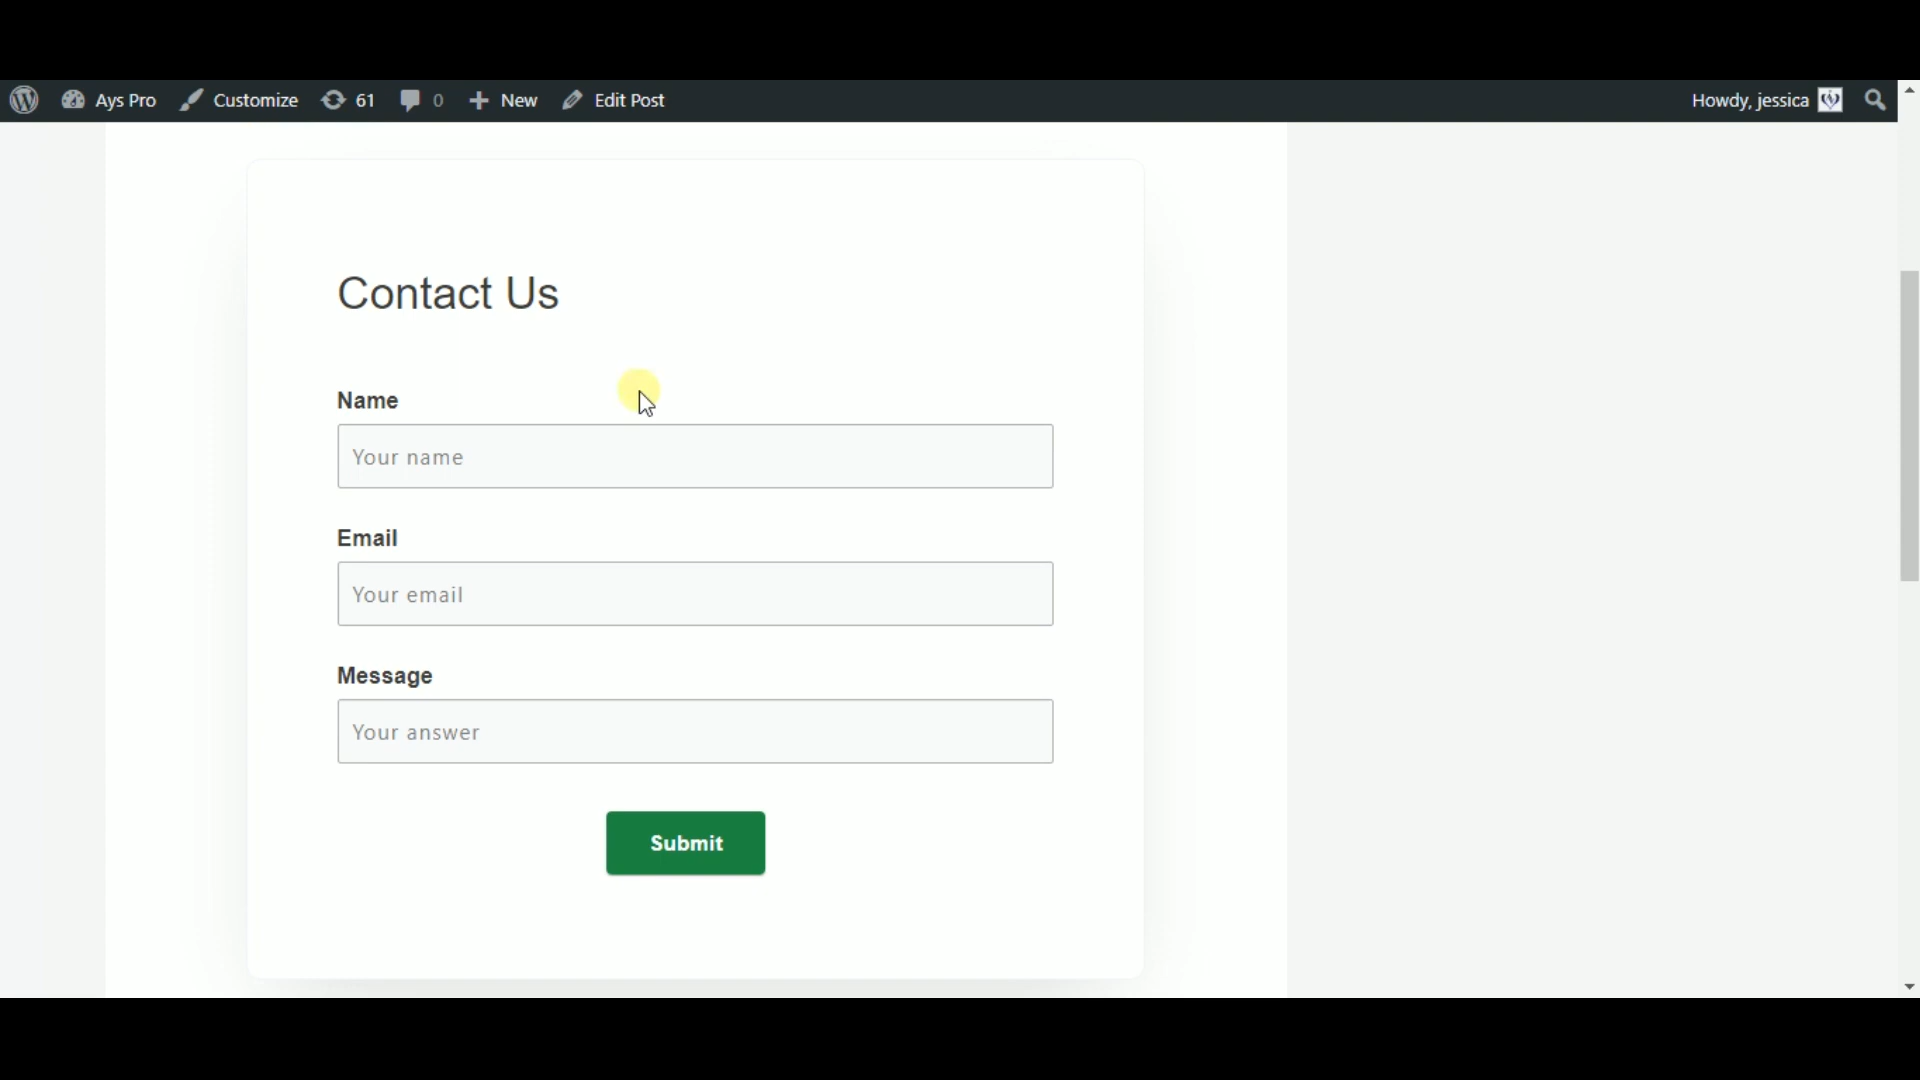 Ays Pro Customize 61 0 New Edit Post Howdy, jessica
Contact Us
Name
Your name
Email
Your email
Message
Your answer
Submit